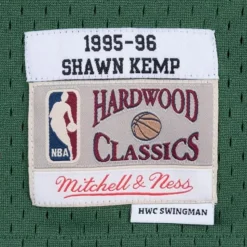 1995-96
SHAWN KEMP
NBA
HARDWOOD
CLASSICS
Mitchell & Ness
HWC SWINGMAN